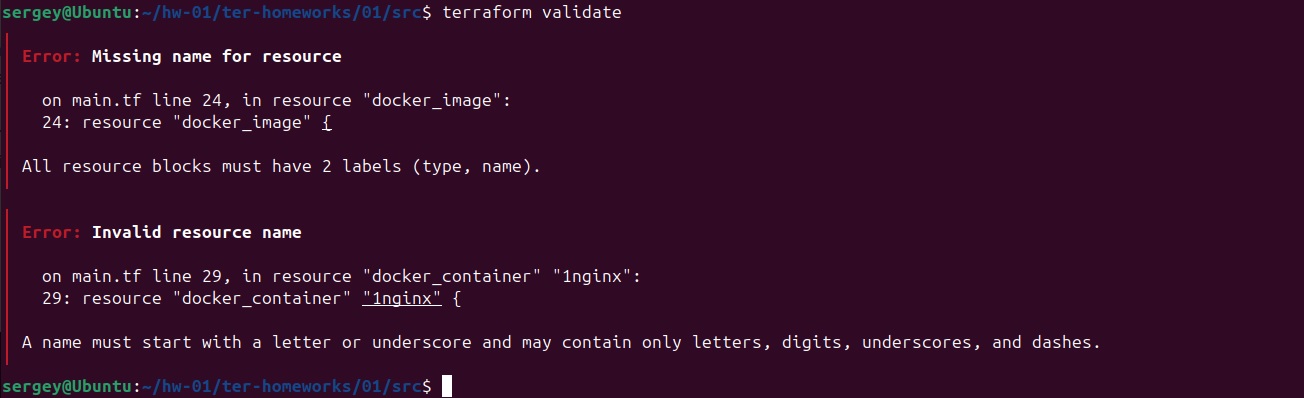 sergey@Ubuntu:~/hw-01/ter-homeworks/01/src$ terraform validate
Error: Missing name for resource
on main.tf line 24, in resource "docker_image":
24: resource "docker_image" {
All resource blocks must have 2 labels (type, name).
Error: Invalid resource name
on main.tf line 29, in resource "docker_container" "1nginx":
29: resource "docker_container" "1nginx" {
A name must start with a letter or underscore and may contain only letters, digits, underscores, and dashes.
sergey@Ubuntu:~/hw-01/ter-homeworks/01/src$